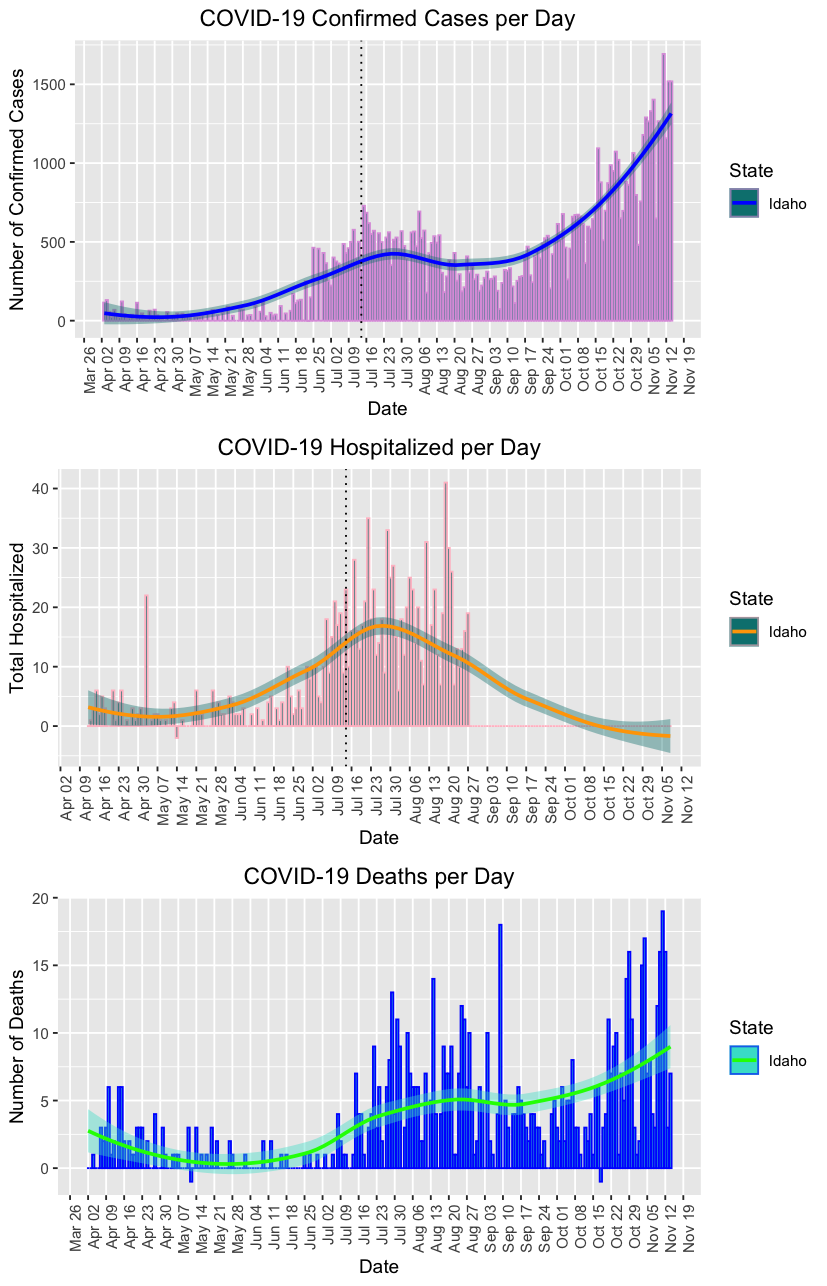 COVID-19 Confirmed Cases per Day
Number of Confirmed Cases
1500
1000
500
0
Mar 26
Apr 02
Apr 09
Apr 16
Apr 23
Apr 30
May 07
May 14
May 21
May 28
Jun 04
Jun 11
Jun 18
Jun 25
Jul 02
Jul 09
Jul 16
Jul 23
Jul 30
Aug 06
Aug 13
Aug 20
Aug 27
Sep 03
Sep 10
Sep 17
Sep 24
Oct 01
Oct 08
Oct 15
Oct 22
Oct 29
Nov 05
Nov 12
Nov 19
Date
State
Idaho
COVID-19 Hospitalized per Day
Total Hospitalized
40
30
20
10
0
Apr 02
Apr 09
Apr 16
Apr 23
Apr 30
May 07
May 14
May 21
May 28
Jun 04
Jun 11
Jun 18
Jun 25
Jul 02
Jul 09
Jul 16
Jul 23
Jul 30
Aug 06
Aug 13
Aug 20
Aug 27
Sep 03
Sep 10
Sep 17
Sep 24
Oct 01
Oct 08
Oct 15
Oct 22
Oct 29
Nov 05
Nov 12
Date
State
Idaho
COVID-19 Deaths per Day
Number of Deaths
20
15
10
5
0
Mar 26
Apr 02
Apr 09
Apr 16
Apr 23
Apr 30
May 07
May 14
May 21
May 28
Jun 04
Jun 11
Jun 18
Jun 25
Jul 02
Jul 09
Jul 16
Jul 23
Jul 30
Aug 06
Aug 13
Aug 20
Aug 27
Sep 03
Sep 10
Sep 17
Sep 24
Oct 01
Oct 08
Oct 15
Oct 22
Oct 29
Nov 05
Nov 12
Nov 19
Date
State
Idaho